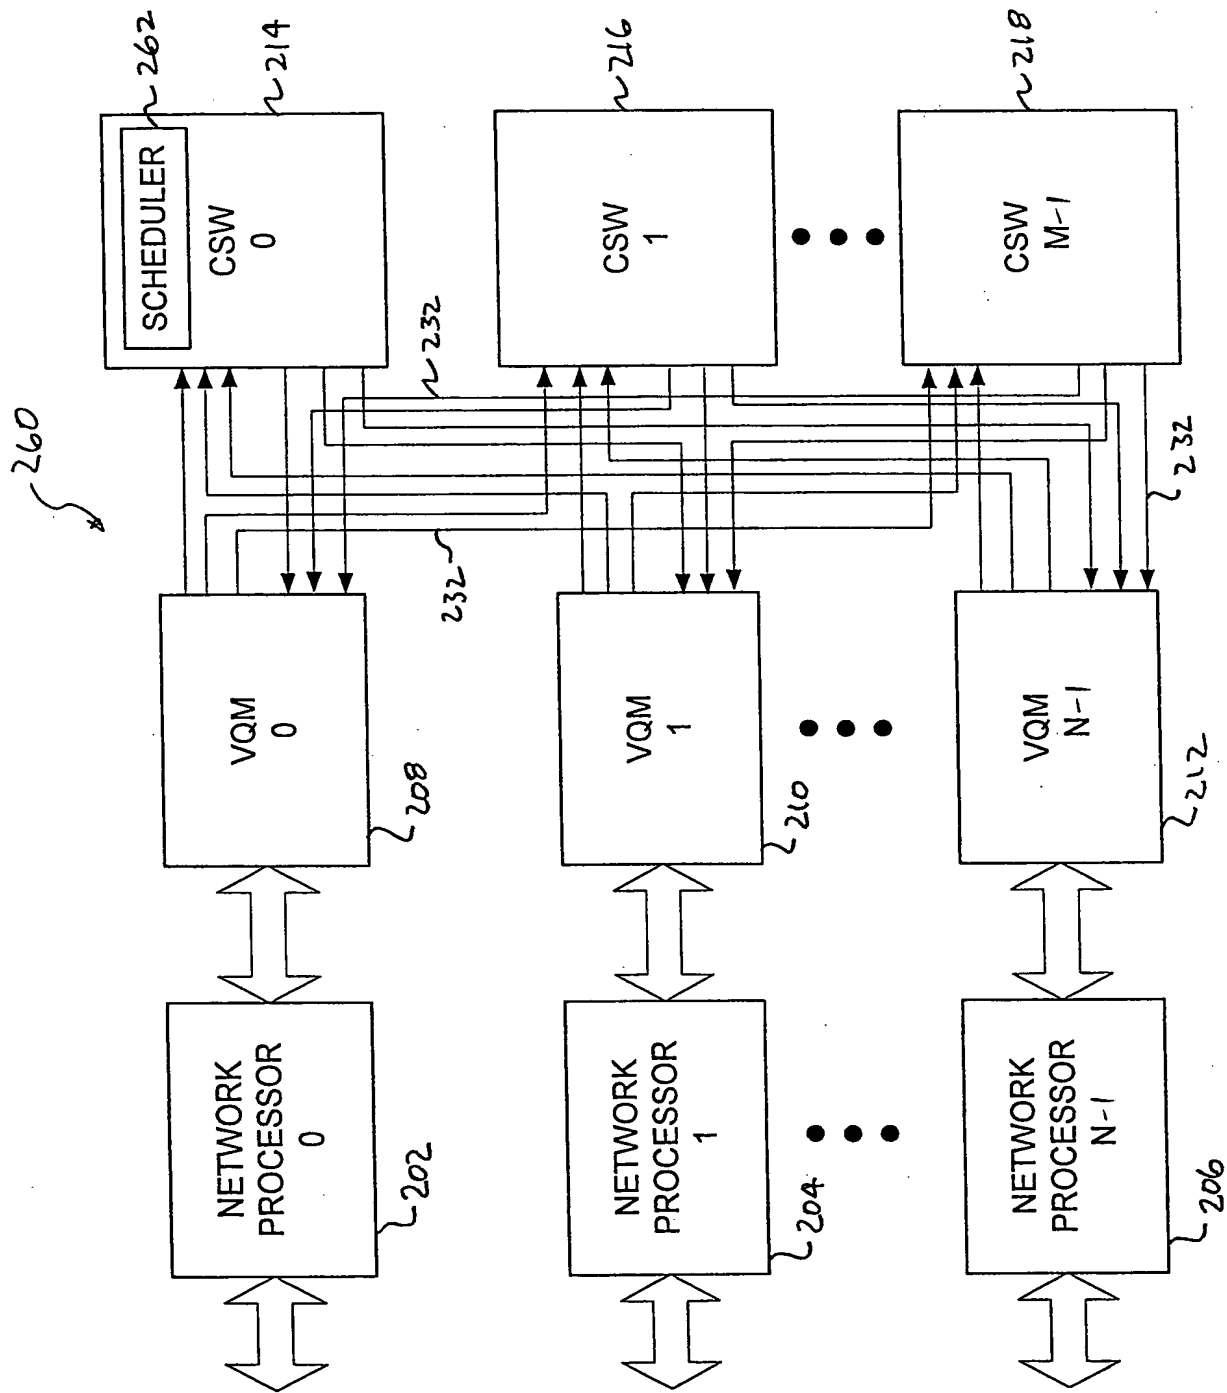 260
SCHEDULER
262
CSW
0
214
CSW
1
216
CSW
M-1
218
232
232
232
VQM
0
208
VQM
1
210
VQM
N-1
212
NETWORK
PROCESSOR
0
202
NETWORK
PROCESSOR
1
204
NETWORK
PROCESSOR
N-1
206